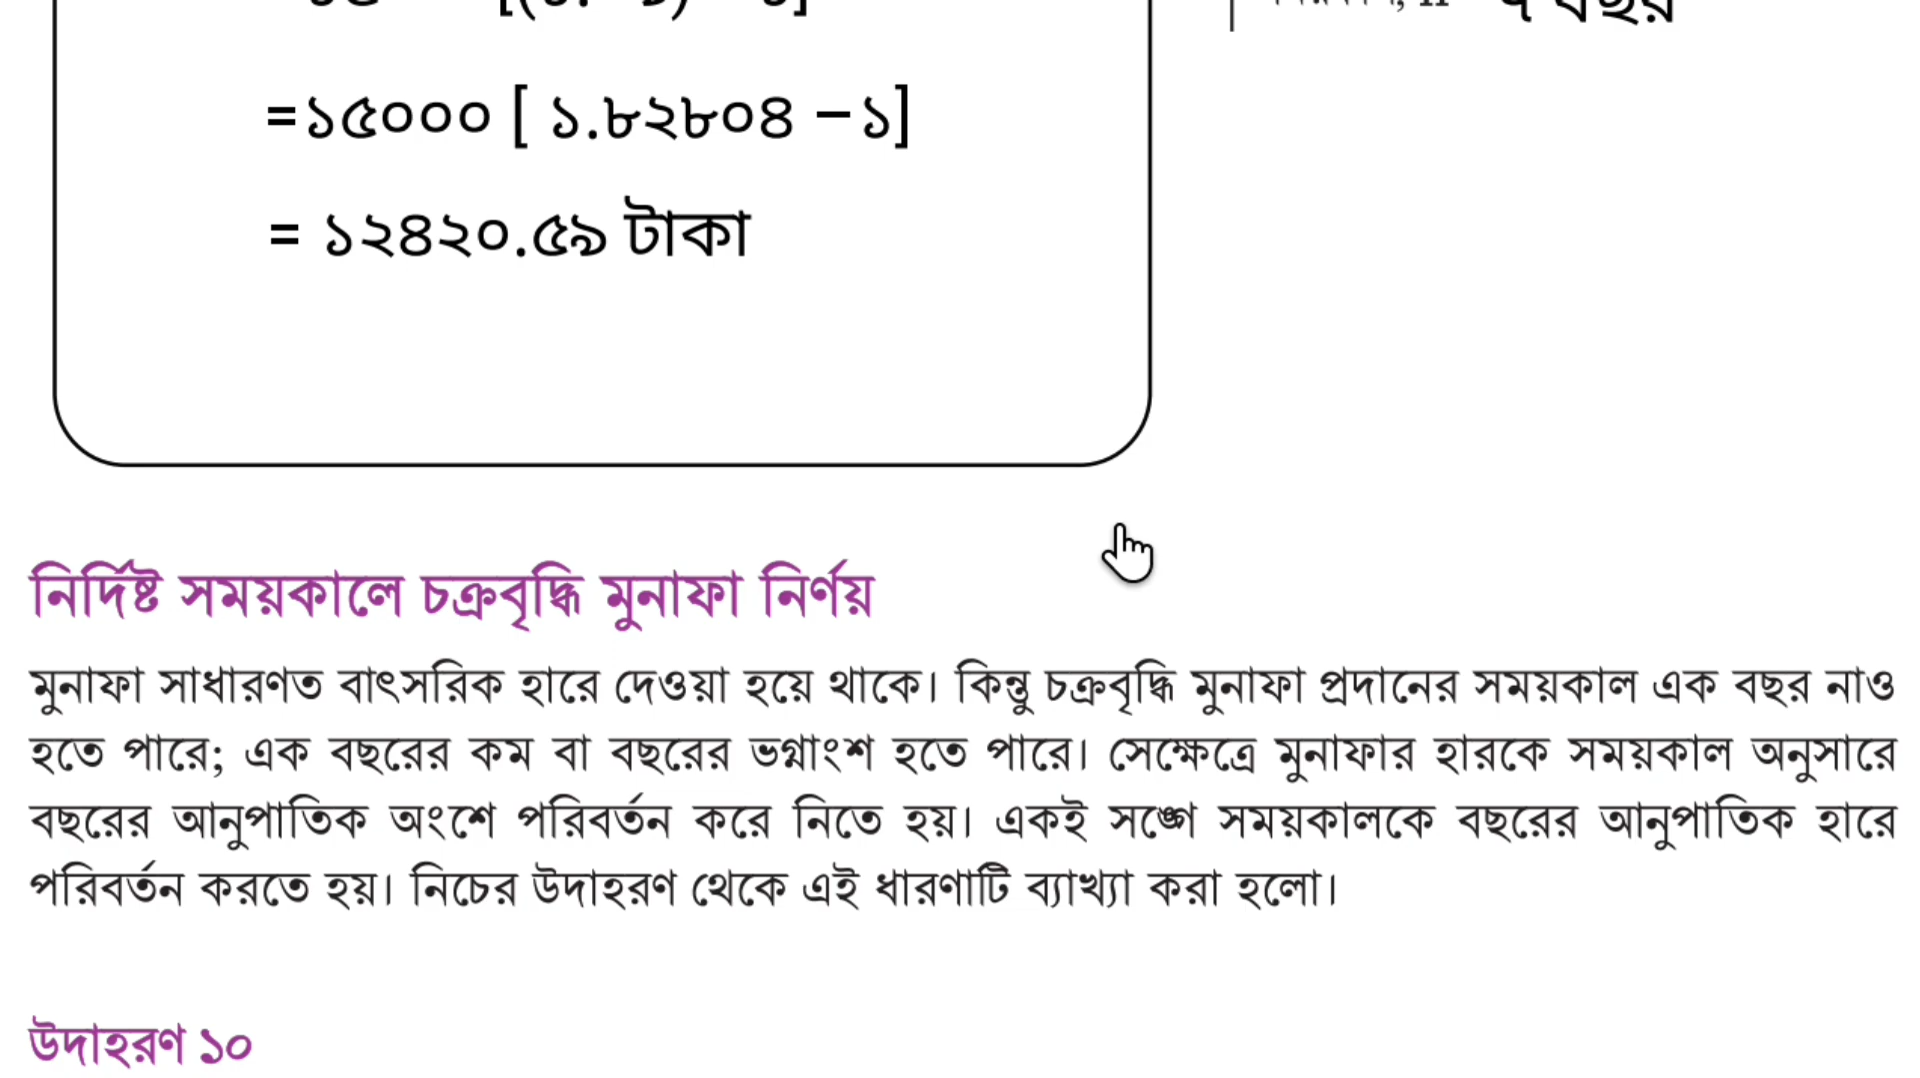 =১৫০০০ [ ১.৮২৮০৪ −১]
= ১২৪২০.৫৯ টাকা
নির্দিষ্ট সময়কালে চক্রবৃদ্ধি মুনাফা নির্ণয়
মুনাফা সাধারণত বাৎসরিক হারে দেওয়া হয়ে থাকে। কিন্তু চক্রবৃদ্ধি মুনাফা প্রদানের সময়কাল এক বছর নাও
হতে পারে; এক বছরের কম বা বছরের ভগ্নাংশ হতে পারে। সেক্ষেত্রে মুনাফার হারকে সময়কাল অনুসারে
বছরের আনুপাতিক অংশে পরিবর্তন করে নিতে হয়। একই সঙ্গে সময়কালকে বছরের আনুপাতিক হারে
পরিবর্তন করতে হয়। নিচের উদাহরণ থেকে এই ধারণাটি ব্যাখ্যা করা হলো।
উদাহরণ ১০